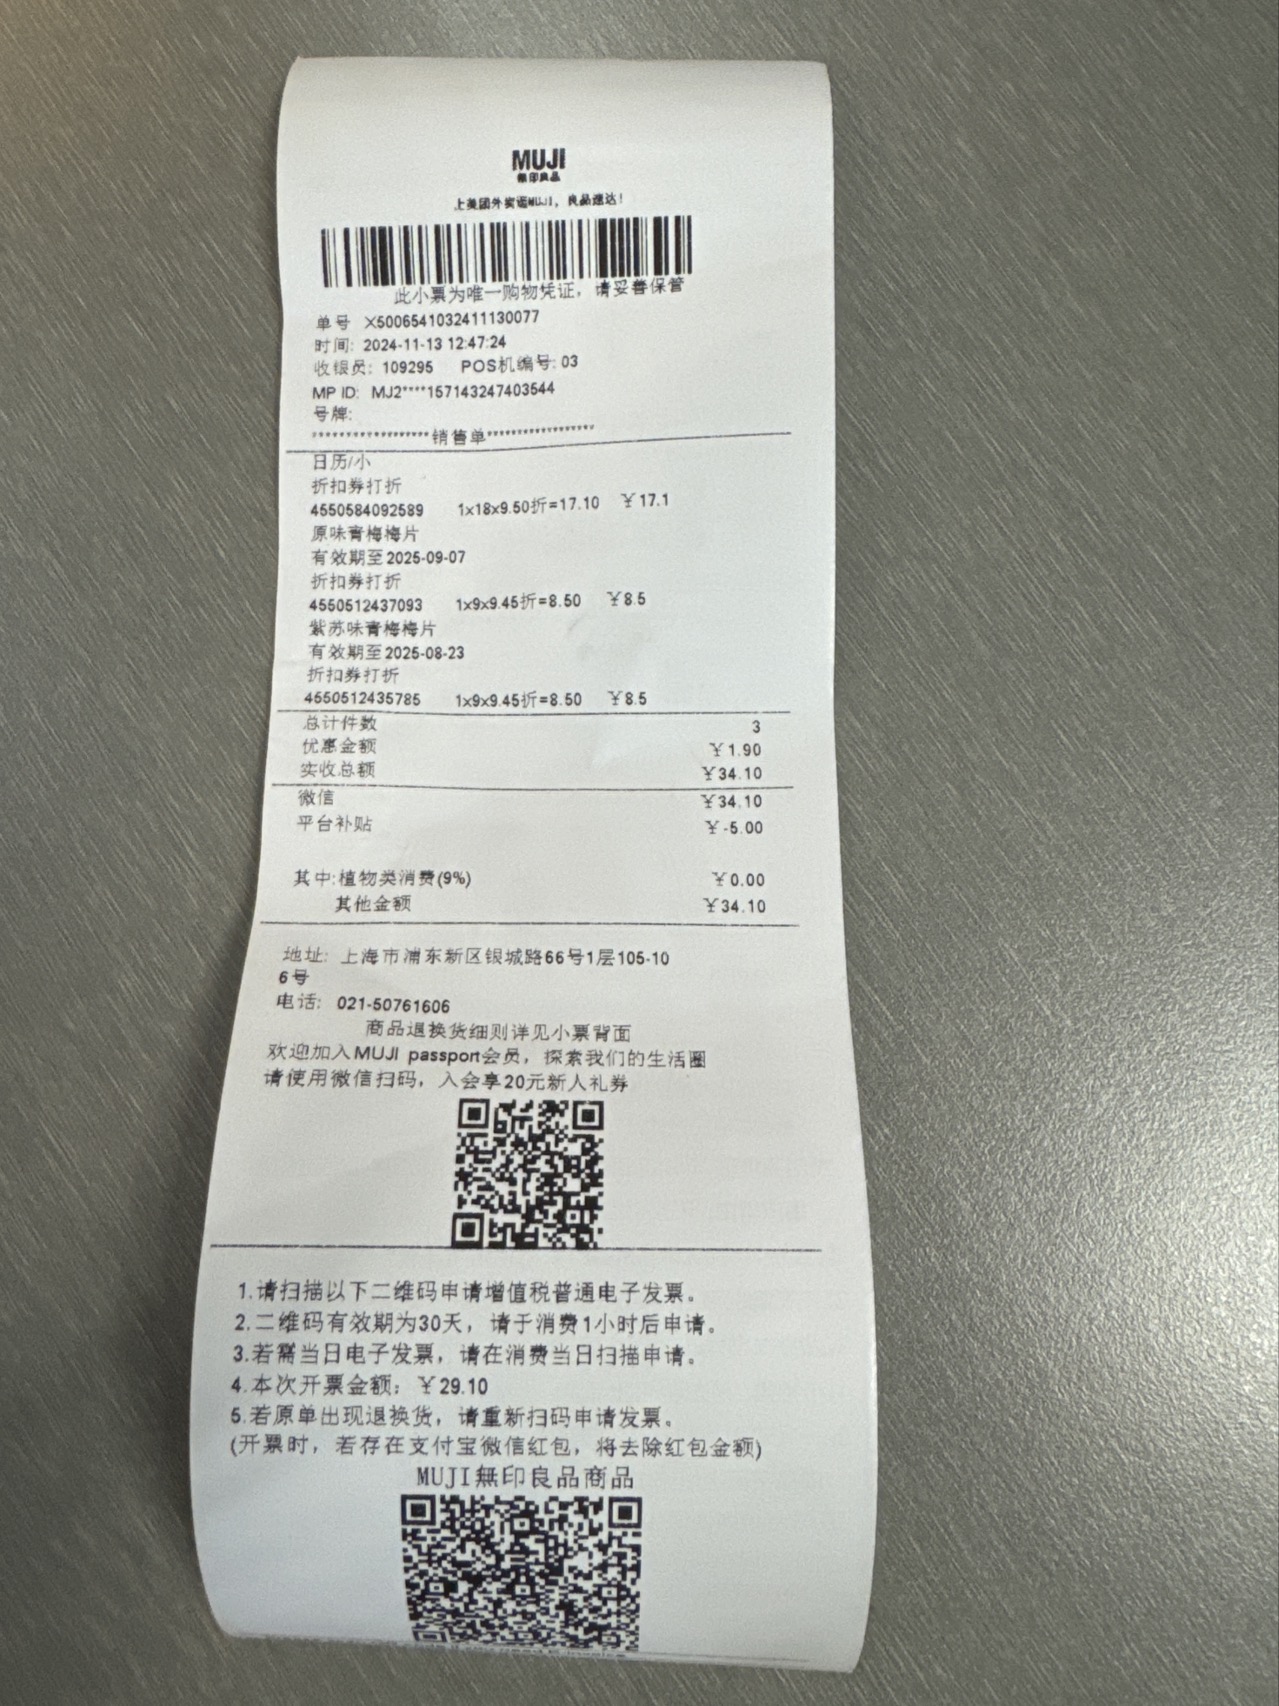 MUJI
無印良品
上美团外卖逛MUJI，良品速达！
此小票为唯一购物凭证，请妥善保管
单号 X5006541032411130077
时间: 2024-11-13 12:47:24
收银员: 109295 POS机编号: 03
MP ID: MJ2****157143247403544
号牌:
******************销售单******************
日历/小
折扣券打折
4550584092589 1x18x9.50折=17.10 ￥17.1
原味青梅梅片
有效期至2025-09-07
折扣券打折
4550512437093 1x9x9.45折=8.50 ￥8.5
紫苏味青梅梅片
有效期至2025-08-23
折扣券打折
4550512435785 1x9x9.45折=8.50 ￥8.5
总计件数 3
优惠金额 ￥1.90
实收总额 ￥34.10
微信 ￥34.10
平台补贴 ￥-5.00
其中:植物类消费(9%) ￥0.00
其他金额 ￥34.10
地址: 上海市浦东新区银城路66号1层105-10
6号
电话: 021-50761606
商品退换货细则详见小票背面
欢迎加入MUJI passport会员，探索我们的生活圈
请使用微信扫码，入会享20元新人礼券
1.请扫描以下二维码申请增值税普通电子发票。
2.二维码有效期为30天，请于消费1小时后申请。
3.若需当日电子发票，请在消费当日扫描申请。
4.本次开票金额: ￥29.10
5.若原单出现退换货，请重新扫码申请发票。
(开票时，若存在支付宝微信红包，将去除红包金额)
MUJI無印良品商品